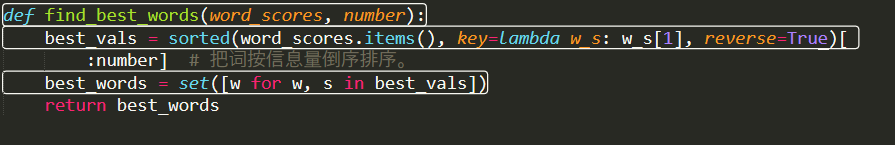 def find_best_words(word_scores, number):
    best_vals = sorted(word_scores.items(), key=lambda w_s: w_s[1], reverse=True)[
        :number]  # 把词按信息量倒序排序。
    best_words = set([w for w, s in best_vals])
    return best_words